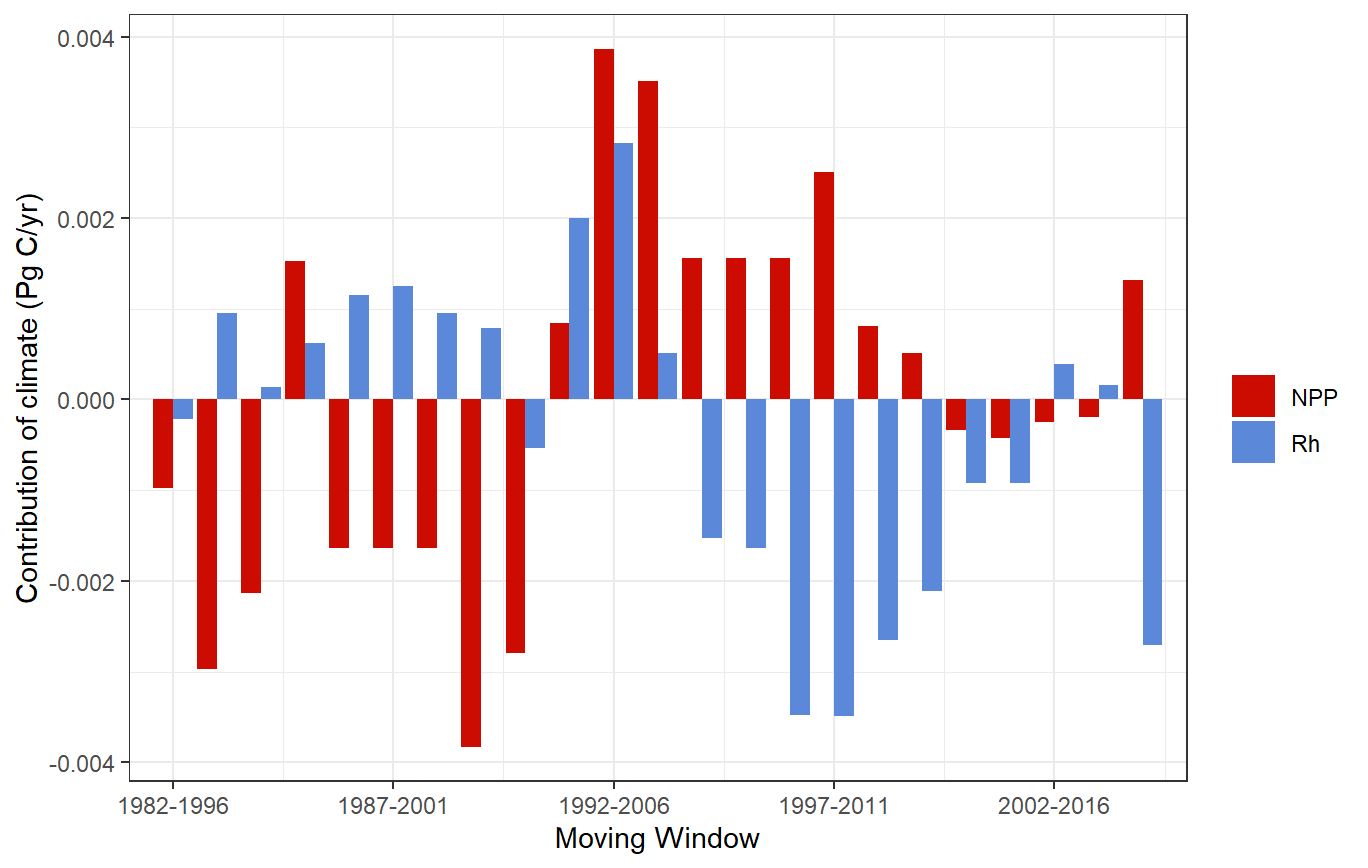 Contribution of climate (Pg C/yr)
0.004
0.002
0.000
-0.002
-0.004
1982-1996
1987-2001
1992-2006
1997-2011
2002-2016
Moving Window
NPP
Rh